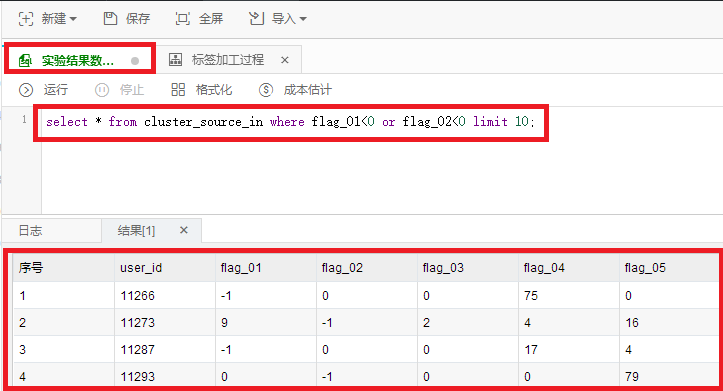 新建 保存 全屏 导入
实验结果数... 标签加工过程 ×
运行 停止 格式化 成本估计
1 select * from cluster_source_in where flag_01<0 or flag_02<0 limit 10;
日志 结果[1] ×
序号 user_id flag_01 flag_02 flag_03 flag_04 flag_05
1 11266 -1 0 0 75 0
2 11273 9 -1 2 4 16
3 11287 -1 0 0 17 4
4 11293 0 -1 0 0 79